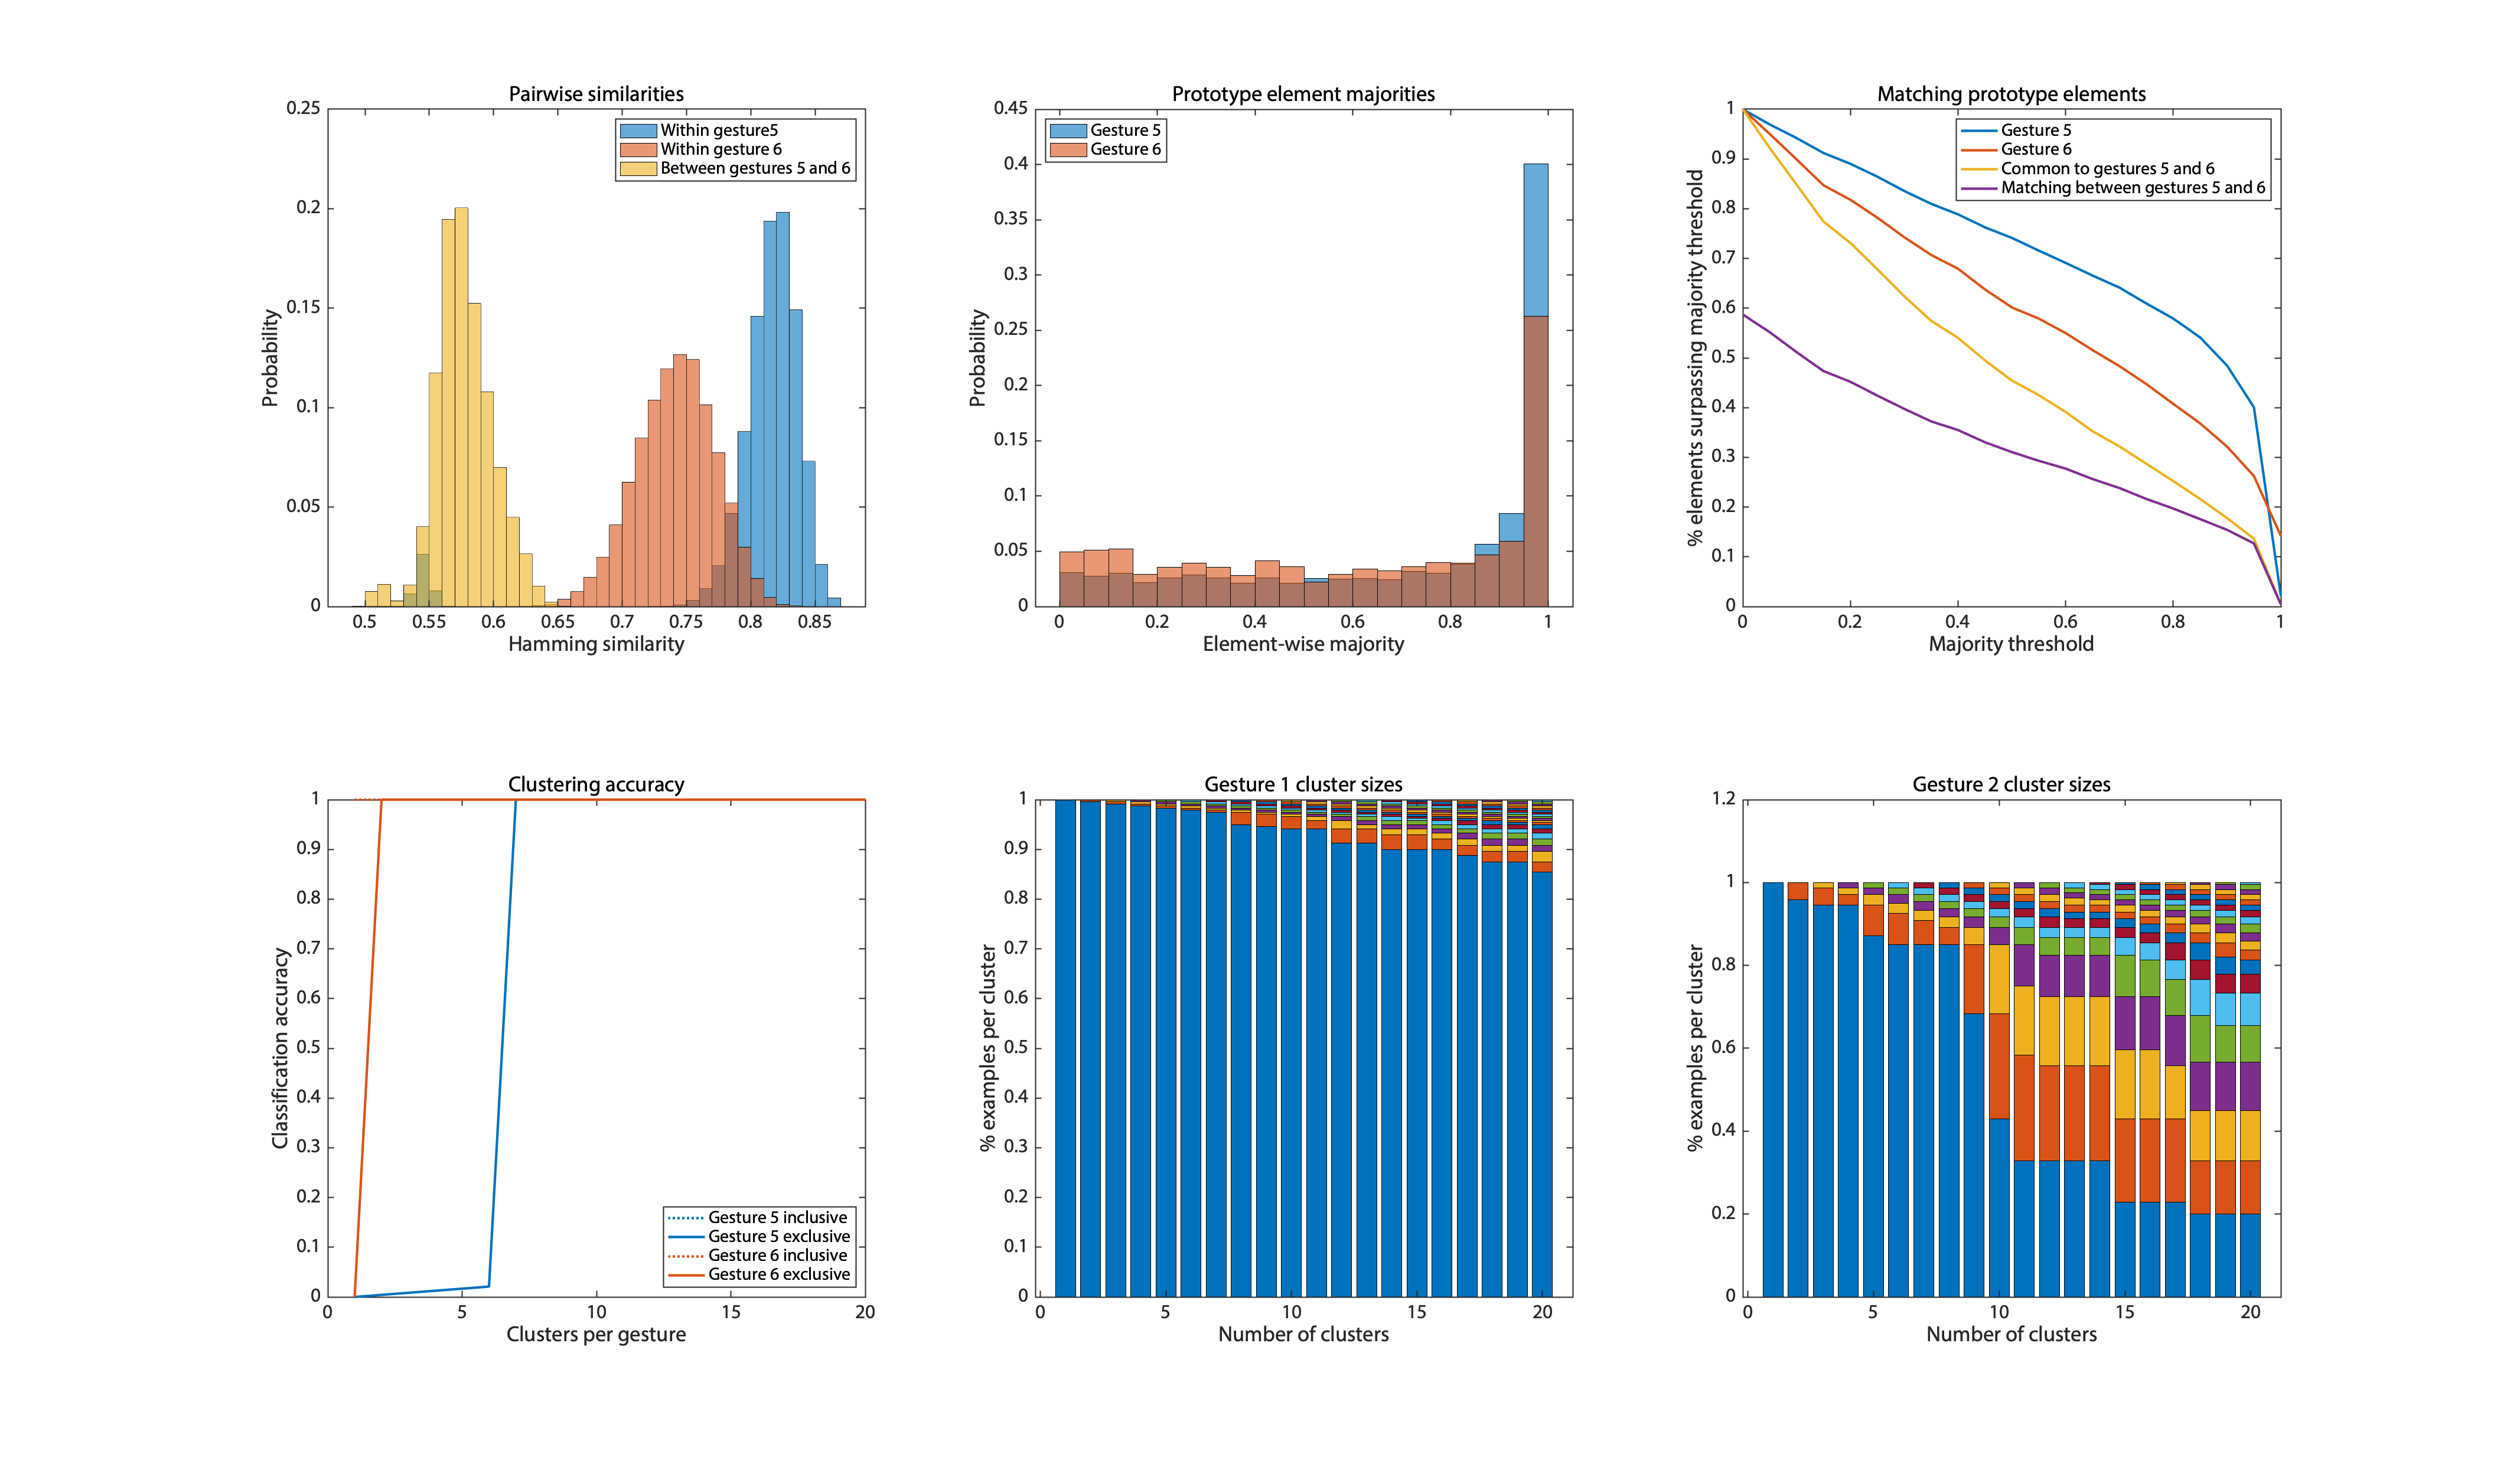 Pairwise similarities
0.25
0.2
0.15
0.1
0.05
0
Probability
Within gesture5
Within gesture 6
Between gestures 5 and 6
0.5 0.55 0.6 0.65 0.7 0.75 0.8 0.85
Hamming similarity
Prototype element majorities
0.45
0.4
0.35
0.3
0.25
0.2
0.15
0.1
0.05
0
Probability
Gesture 5
Gesture 6
0 0.2 0.4 0.6 0.8 1
Element-wise majority
Matching prototype elements
1
0.9
0.8
0.7
0.6
0.5
0.4
0.3
0.2
0.1
0
% elements surpassing majority threshold
Gesture 5
Gesture 6
Common to gestures 5 and 6
Matching between gestures 5 and 6
0 0.2 0.4 0.6 0.8 1
Majority threshold
Clustering accuracy
1
0.9
0.8
0.7
0.6
0.5
0.4
0.3
0.2
0.1
0
Classification accuracy
Gesture 5 inclusive
Gesture 5 exclusive
Gesture 6 inclusive
Gesture 6 exclusive
0 5 10 15 20
Clusters per gesture
Gesture 1 cluster sizes
1
0.9
0.8
0.7
0.6
0.5
0.4
0.3
0.2
0.1
0
% examples per cluster
0 5 10 15 20
Number of clusters
Gesture 2 cluster sizes
1.2
1
0.8
0.6
0.4
0.2
0
% examples per cluster
0 5 10 15 20
Number of clusters